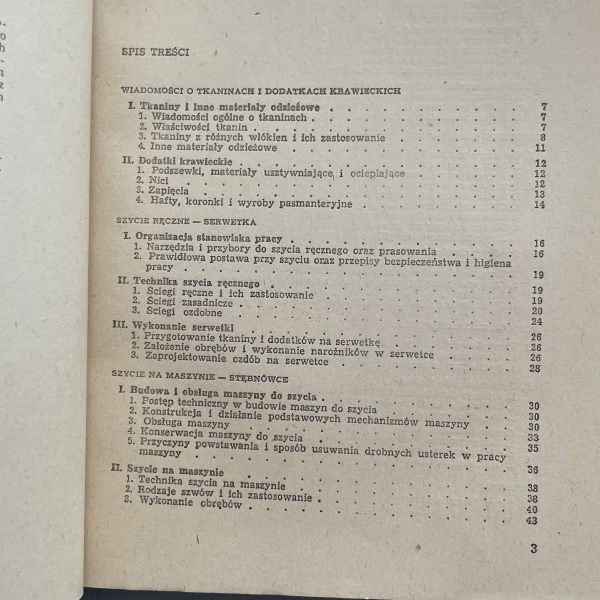 SPIS TREŚCI
WIADOMOŚCI O TKANINACH I DODATKACH KRAWIECKICH
I. Tkaniny i inne materiały odzieżowe . . . . . . . . . . . 7
1. Wiadomości ogólne o tkaninach . . . . . . . . . . . 7
2. Właściwości tkanin . . . . . . . . . . . 7
3. Tkaniny z różnych włókien i ich zastosowanie . . . . . . . . 8
4. Inne materiały odzieżowe . . . . . . . . . . . 11
II. Dodatki krawieckie . . . . . . . . . . . 12
1. Podszewki, materiały usztywniające i ocieplające . . . . . . 12
2. Nici . . . . . . . . . . . 12
3. Zapięcia . . . . . . . . . . . 13
4. Hafty, koronki i wyroby pasmanteryjne . . . . . . . . . 14
SZYCIE RĘCZNE — SERWETKA
I. Organizacja stanowiska pracy . . . . . . . . . . . 16
1. Narzędzia i przybory do szycia ręcznego oraz prasowania . . . . 16
2. Prawidłowa postawa przy szyciu oraz przepisy bezpieczeństwa i higiena
pracy . . . . . . . . . . . 19
II. Technika szycia ręcznego . . . . . . . . . . . 19
1. Ściegi ręczne i ich zastosowanie . . . . . . . . . 19
2. Ściegi zasadnicze . . . . . . . . . . . 20
3. Ściegi ozdobne . . . . . . . . . . . 24
III. Wykonanie serwetki . . . . . . . . . . . 26
1. Przygotowanie tkaniny i dodatków na serwetkę . . . . . . 26
2. Założenie obrębów i wykonanie narożników w serwetce . . . . 26
3. Zaprojektowanie ozdób na serwetce . . . . . . . . 28
SZYCIE NA MASZYNIE — STĘBNÓWCE
I. Budowa i obsługa maszyny do szycia . . . . . . . . . 30
1. Postęp techniczny w budowie maszyn do szycia . . . . . . 30
2. Konstrukcja i działanie podstawowych mechanizmów maszyny . . 30
3. Obsługa maszyny . . . . . . . . . . . 33
4. Konserwacja maszyny do szycia . . . . . . . . . 35
5. Przyczyny powstawania i sposób usuwania drobnych usterek w pracy
maszyny . . . . . . . . . . . 36
II. Szycie na maszynie . . . . . . . . . . . 38
1. Technika szycia na maszynie . . . . . . . . . 38
2. Rodzaje szwów i ich zastosowanie . . . . . . . . . 40
3. Wykonanie obrębów . . . . . . . . . . . 43
3